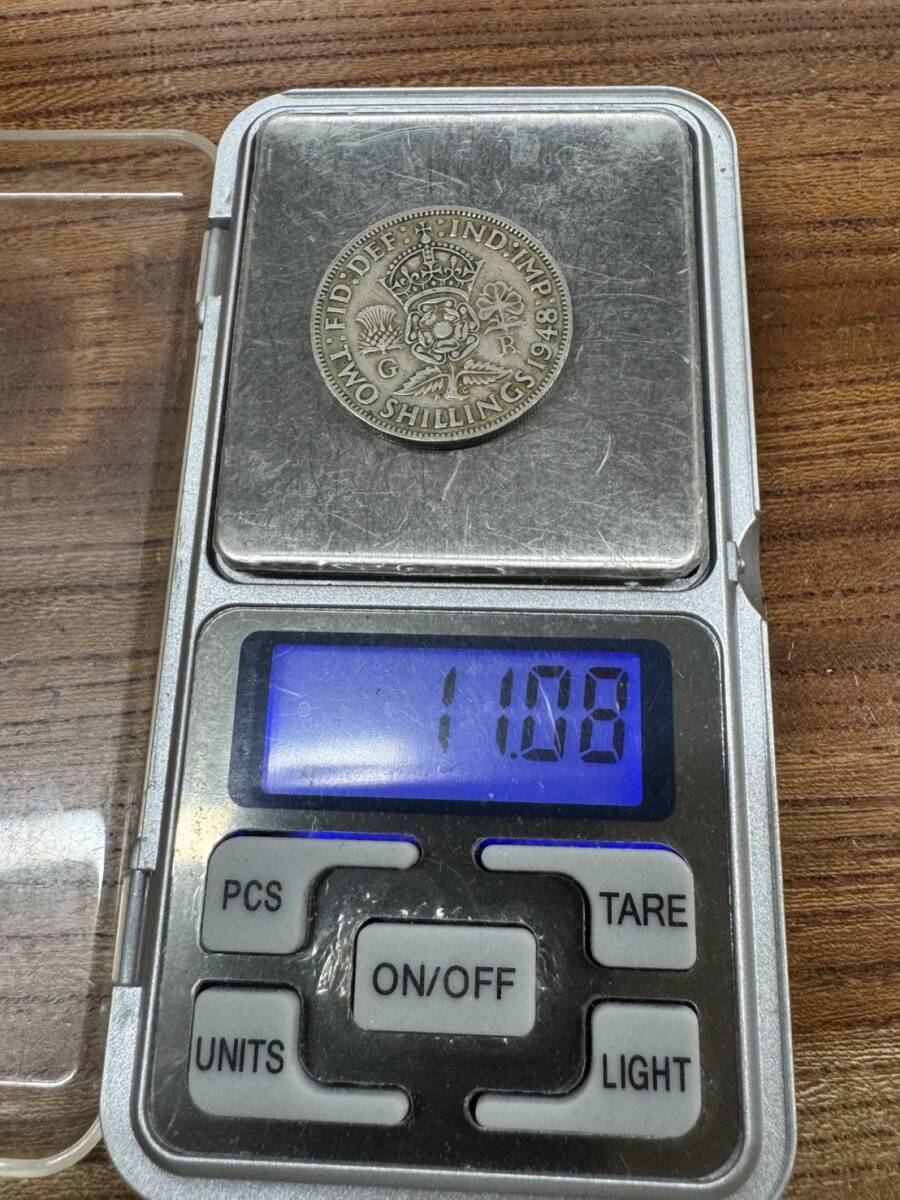 :FID:DEF: :IND:IMP:
G R
TWO SHILLINGS 1948
11.08
g
PCS
TARE
ON/OFF
UNITS
LIGHT